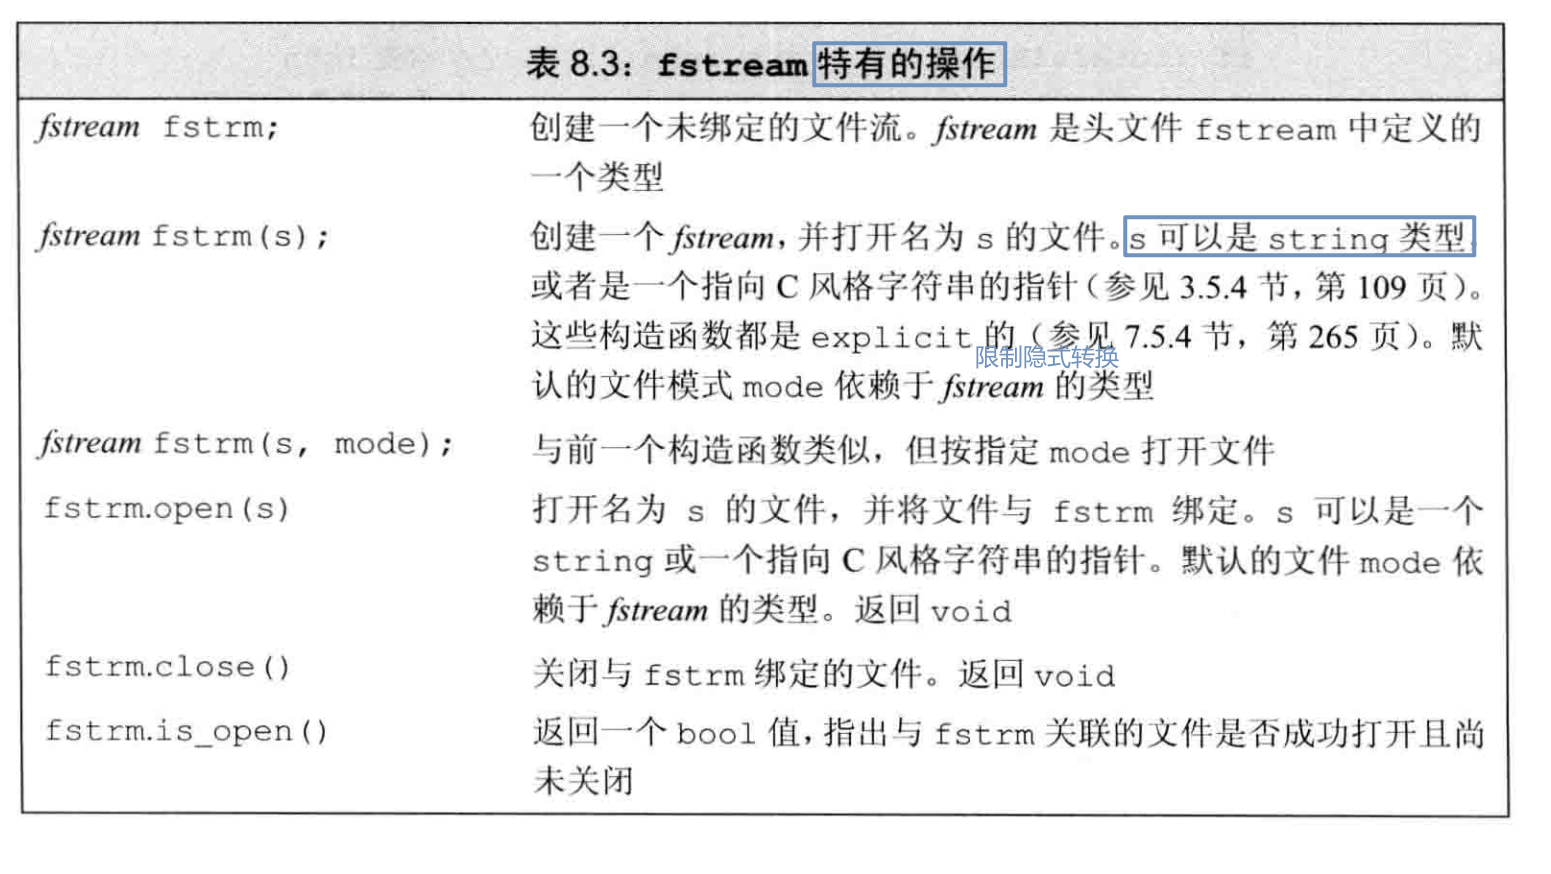 表 8.3：fstream特有的操作
fstream fstrm;
创建一个未绑定的文件流。fstream 是头文件 fstream 中定义的
一个类型
fstream fstrm(s);
创建一个 fstream，并打开名为 s 的文件。s 可以是 string 类型，
或者是一个指向 C 风格字符串的指针（参见 3.5.4 节，第 109 页）。
这些构造函数都是 explicit 的（参见 7.5.4 节，第 265 页）。默
限制隐式转换
认的文件模式 mode 依赖于 fstream 的类型
fstream fstrm(s, mode);
与前一个构造函数类似，但按指定 mode 打开文件
fstrm.open(s)
打开名为 s 的文件，并将文件与 fstrm 绑定。s 可以是一个
string 或一个指向 C 风格字符串的指针。默认的文件 mode 依
赖于 fstream 的类型。返回 void
fstrm.close()
关闭与 fstrm 绑定的文件。返回 void
fstrm.is_open()
返回一个 bool 值，指出与 fstrm 关联的文件是否成功打开且尚
未关闭